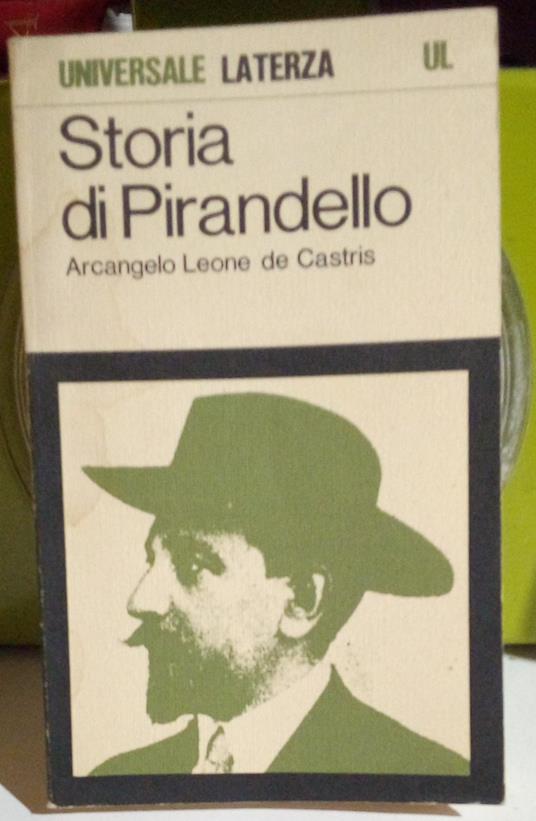 UNIVERSALE LATERZA UL
Storia
di Pirandello
Arcangelo Leone de Castris